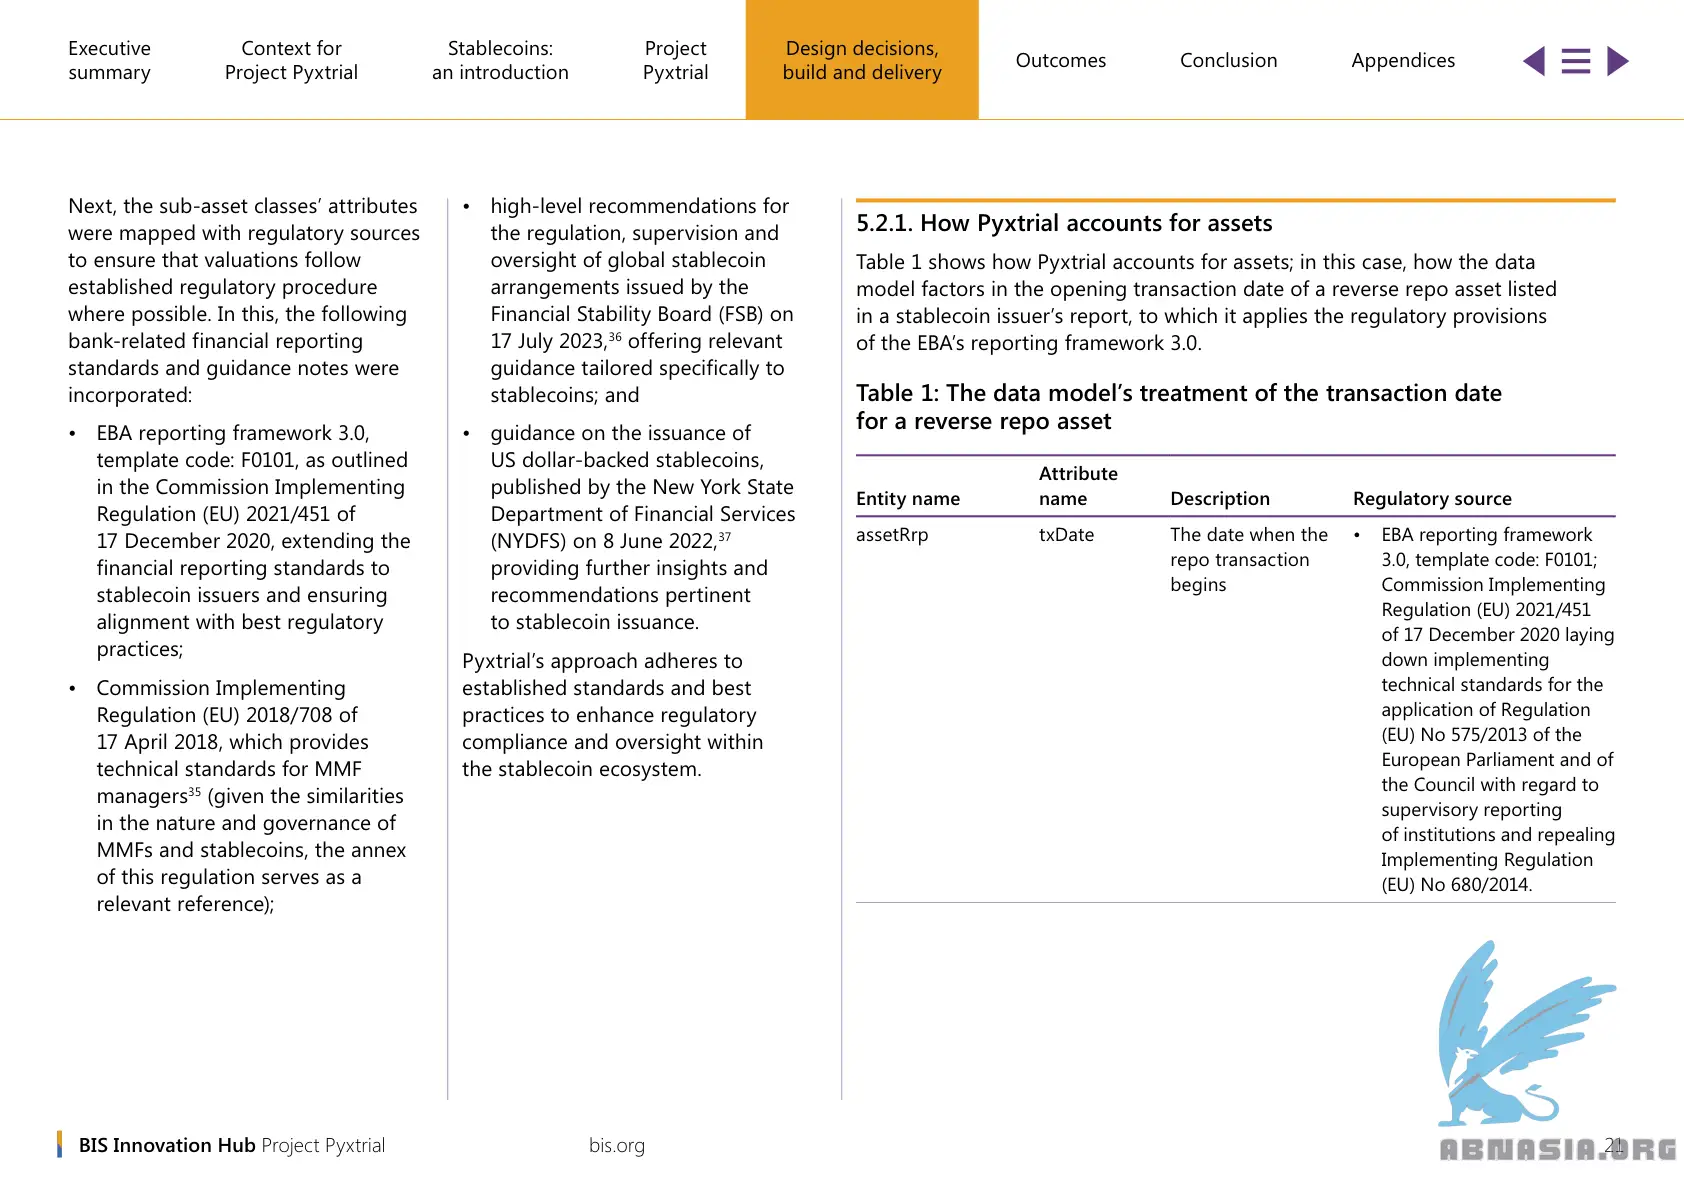 Executive
summary
Context for
Project Pyxtrial
Stablecoins:
an introduction
Project
Pyxtrial
Design decisions,
build and delivery
Outcomes
Conclusion
Appendices
Next, the sub-asset classes’ attributes
were mapped with regulatory sources
to ensure that valuations follow
established regulatory procedure
where possible. In this, the following
bank-related financial reporting
standards and guidance notes were
incorporated:
• EBA reporting framework 3.0,
template code: F0101, as outlined
in the Commission Implementing
Regulation (EU) 2021/451 of
17 December 2020, extending the
financial reporting standards to
stablecoin issuers and ensuring
alignment with best regulatory
practices;
• Commission Implementing
Regulation (EU) 2018/708 of
17 April 2018, which provides
technical standards for MMF
managers35 (given the similarities
in the nature and governance of
MMFs and stablecoins, the annex
of this regulation serves as a
relevant reference);
• high-level recommendations for
the regulation, supervision and
oversight of global stablecoin
arrangements issued by the
Financial Stability Board (FSB) on
17 July 2023,36 offering relevant
guidance tailored specifically to
stablecoins; and
• guidance on the issuance of
US dollar-backed stablecoins,
published by the New York State
Department of Financial Services
(NYDFS) on 8 June 2022,37
providing further insights and
recommendations pertinent
to stablecoin issuance.
Pyxtrial’s approach adheres to
established standards and best
practices to enhance regulatory
compliance and oversight within
the stablecoin ecosystem.
5.2.1. How Pyxtrial accounts for assets
Table 1 shows how Pyxtrial accounts for assets; in this case, how the data
model factors in the opening transaction date of a reverse repo asset listed
in a stablecoin issuer’s report, to which it applies the regulatory provisions
of the EBA’s reporting framework 3.0.
Table 1: The data model’s treatment of the transaction date
for a reverse repo asset
Entity name
Attribute
name
Description
Regulatory source
assetRrp
txDate
The date when the
repo transaction
begins
• EBA reporting framework
3.0, template code: F0101;
Commission Implementing
Regulation (EU) 2021/451
of 17 December 2020 laying
down implementing
technical standards for the
application of Regulation
(EU) No 575/2013 of the
European Parliament and of
the Council with regard to
supervisory reporting
of institutions and repealing
Implementing Regulation
(EU) No 680/2014.
BIS Innovation Hub Project Pyxtrial
bis.org
21
ABNASIA.ORG